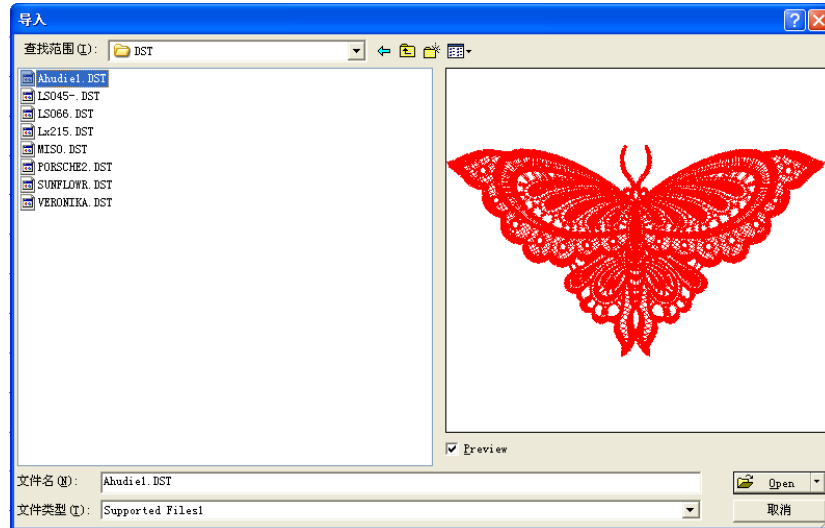 导入
查找范围(I): DST
Ahudie1.DST
LS045-.DST
LS066.DST
Lx215.DST
MISO.DST
PORSCHE2.DST
SUNFLOWR.DST
VERONIKA.DST
Preview
文件名(N): Ahudie1.DST
Open
文件类型(T): Supported Files1
取消